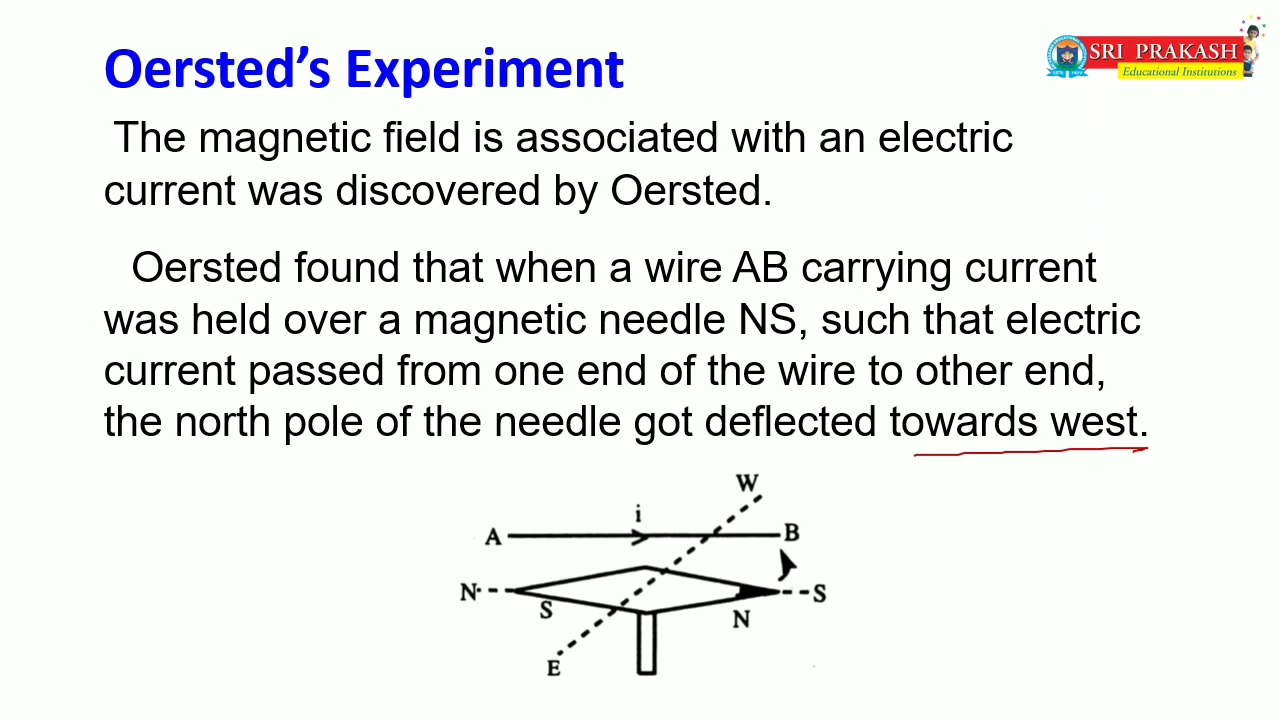 Oersted’s Experiment
SRI PRAKASH
Educational Institutions
The magnetic field is associated with an electric
current was discovered by Oersted.
Oersted found that when a wire AB carrying current
was held over a magnetic needle NS, such that electric
current passed from one end of the wire to other end,
the north pole of the needle got deflected towards west.
W
i
A B
N S
S N
E